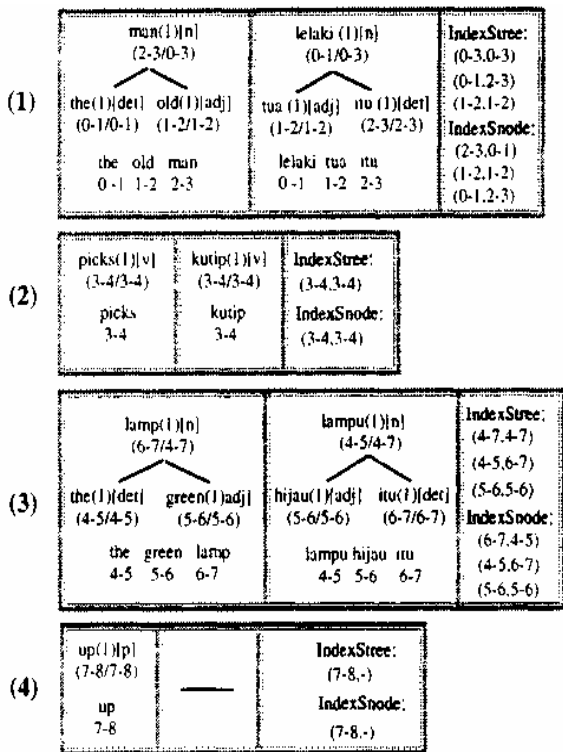 (1)
man(1)[n]
(2-3/0-3)
the(1)[det] old(1)[adj]
(0-1/0-1) (1-2/1-2)
the old man
0-1 1-2 2-3
lelaki (1)[n]
(0-1/0-3)
tua (1)[adj] itu(1)[det]
(1-2/1-2) (2-3/2-3)
lelaki tua itu
0-1 1-2 2-3
IndexStree:
(0-3,0-3)
(0-1,2-3)
(1-2,1-2)
IndexSnode:
(2-3,0-1)
(1-2,1-2)
(0-1,2-3)
(2)
picks(1)[v]
(3-4/3-4)
picks
3-4
kutip(1)[v]
(3-4/3-4)
kutip
3-4
IndexStree:
(3-4,3-4)
IndexSnode:
(3-4,3-4)
(3)
lamp(1)[n]
(6-7/4-7)
the(1)[det] green(1)adj]
(4-5/4-5) (5-6/5-6)
the green lamp
4-5 5-6 6-7
lampu(1)[n]
(4-5/4-7)
hijau(1)[adj] itu(1)[det]
(5-6/5-6) (6-7/6-7)
lampu hijau itu
4-5 5-6 6-7
IndexStree:
(4-7,4-7)
(4-5,6-7)
(5-6,5-6)
IndexSnode:
(6-7,4-5)
(4-5,6-7)
(5-6,5-6)
(4)
up(1)[p]
(7-8/7-8)
up
7-8
IndexStree:
(7-8,-)
IndexSnode:
(7-8,-)